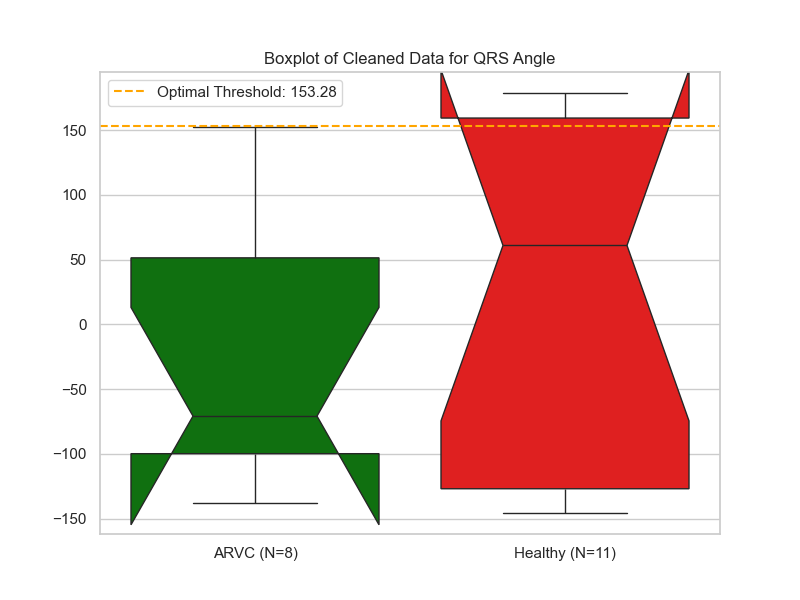 Boxplot of Cleaned Data for QRS Angle
Optimal Threshold: 153.28
150
100
50
0
−50
−100
−150
ARVC (N=8)
Healthy (N=11)